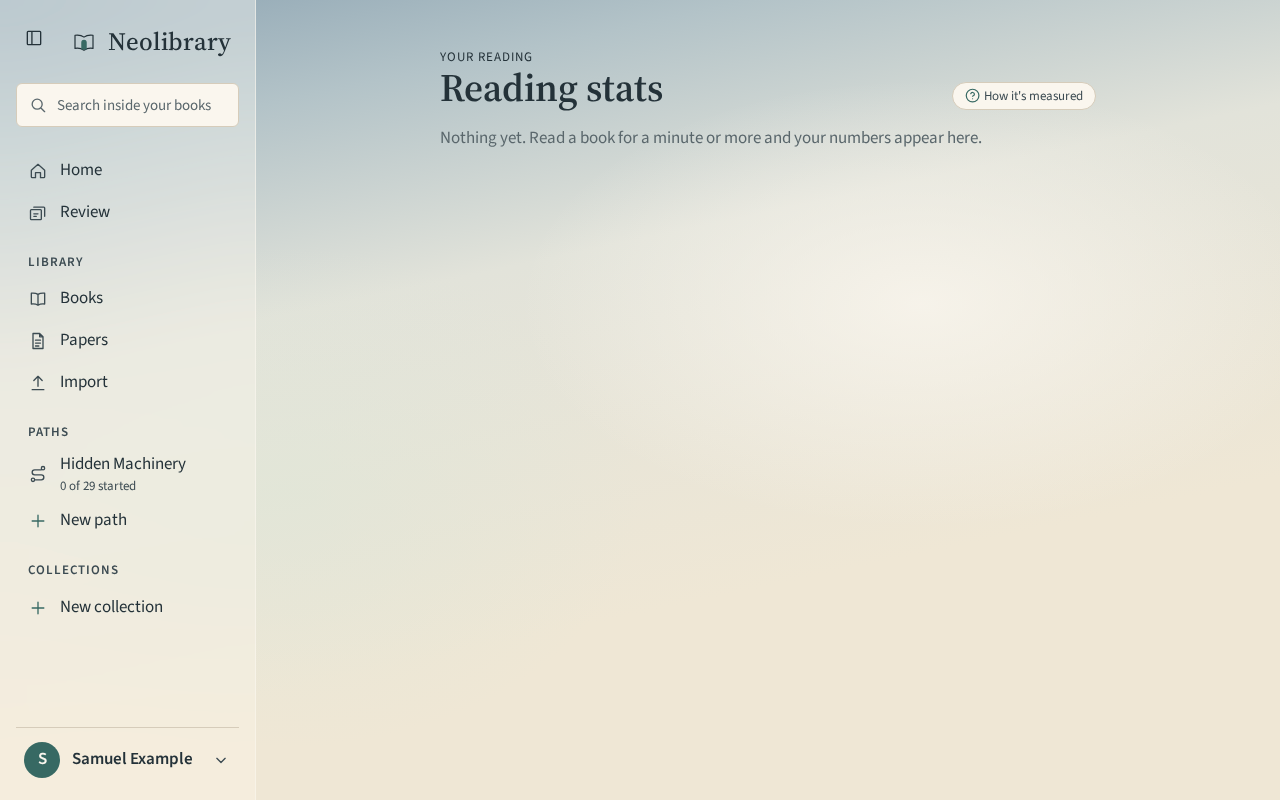 Neolibrary
Search inside your books
Home
Review
LIBRARY
Books
Papers
Import
PATHS
Hidden Machinery
0 of 29 started
New path
COLLECTIONS
New collection
S
Samuel Example
YOUR READING
Reading stats
How it's measured
Nothing yet. Read a book for a minute or more and your numbers appear here.